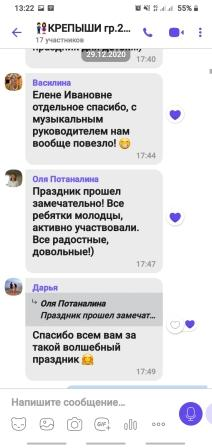 13:22
55%
КРЕПЫШИ гр.2...
17 участников
29.12.2020
17:40
Василина
Елене Ивановне
отдельное спасибо, с
музыкальным
руководителем нам
вообще повезло!
17:44
Оля Потаналина
Праздник прошел
замечательно! Все
ребятки молодцы,
активно участвовали.
Все радостные,
довольные!)
17:47
Дарья
Оля Потаналина
Праздник прошел замечат...
Спасибо всем вам за
такой волшебный
праздник
17:49
Напишите сообщение...
GIF+